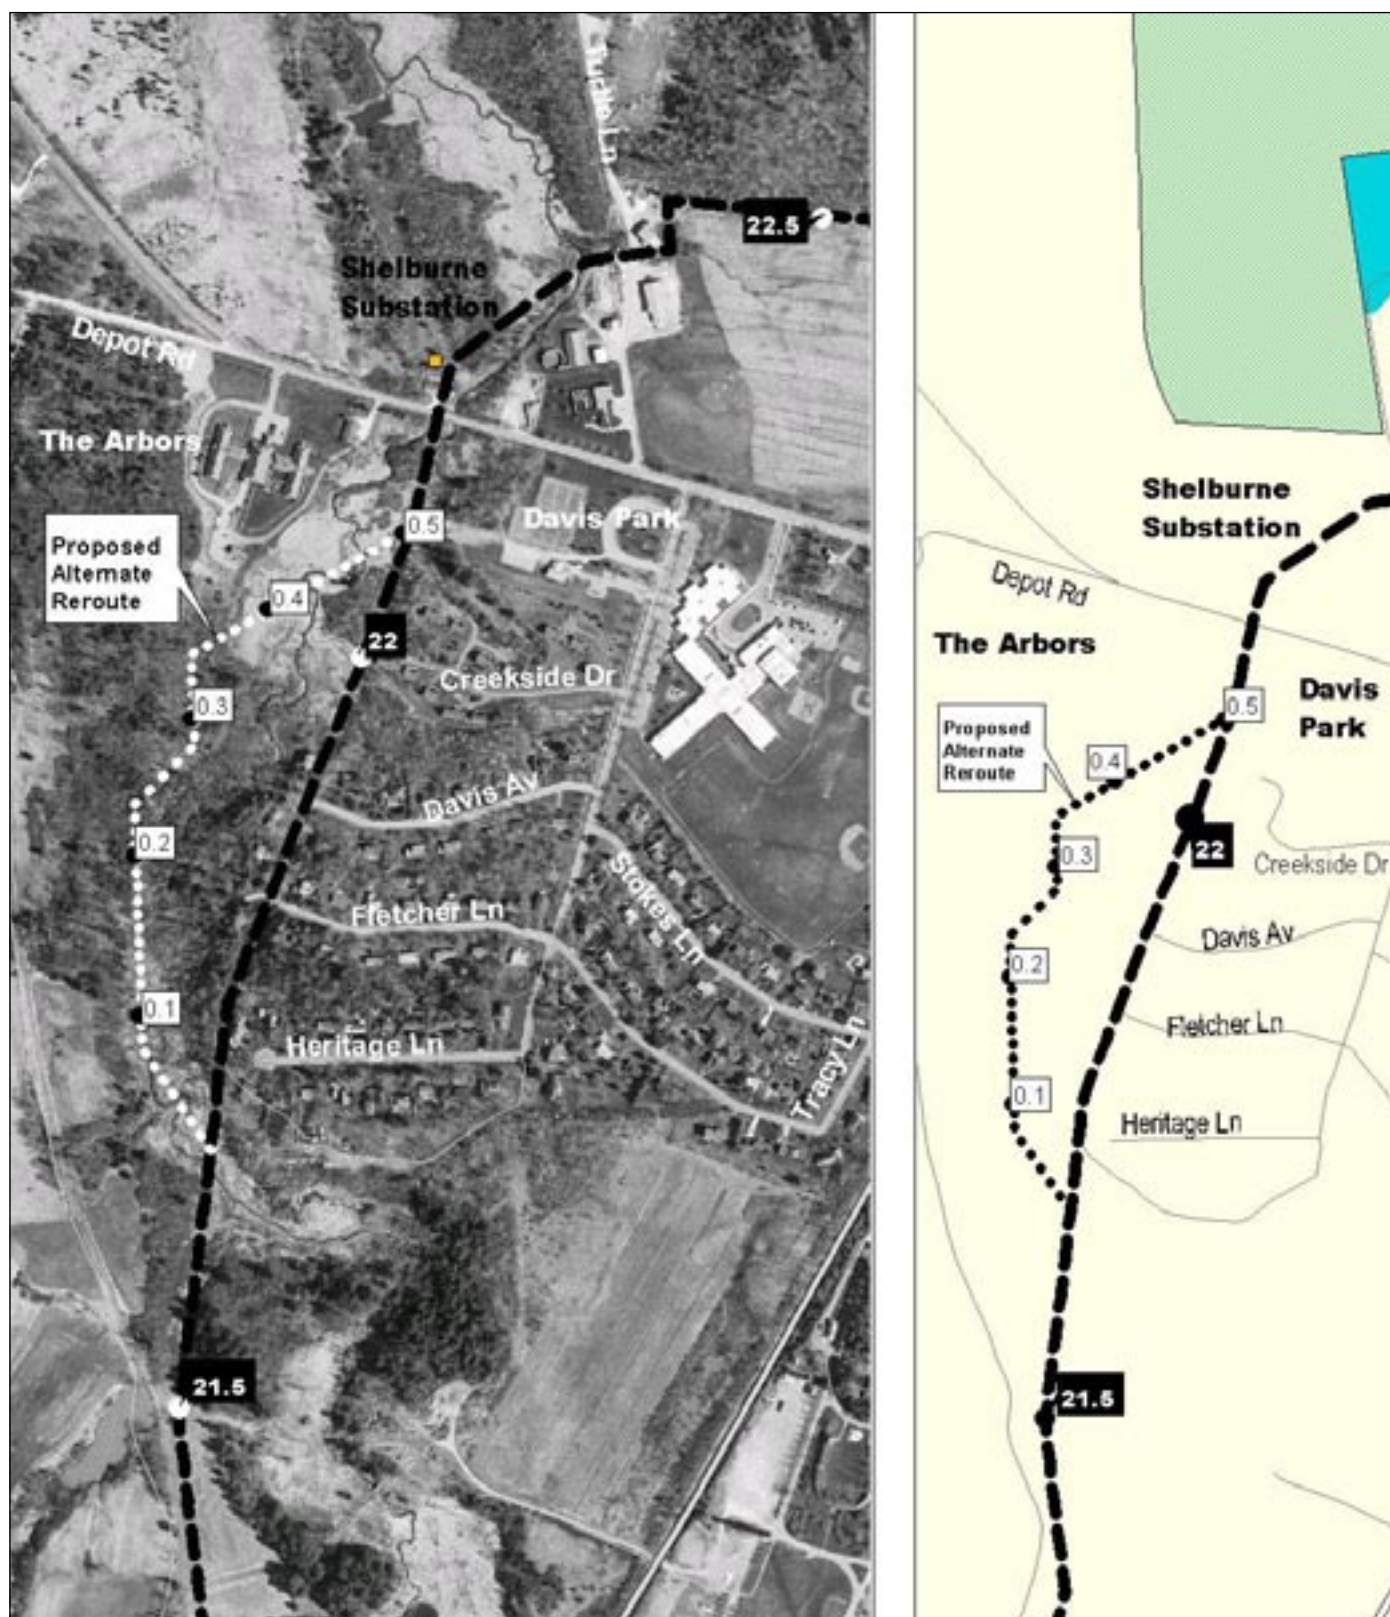 Turtle Ln
22.5
Shelburne
Substation
Depot Rd
The Arbors
0.5
Davis Park
Proposed
Alternate
Reroute
0.4
22
Creekside Dr
0.3
Davis Av
0.2
Stokes Ln
Fletcher Ln
0.1
Heritage Ln
Tracy Ln
21.5
Shelburne
Substation
Depot Rd
The Arbors
Davis
Park
0.5
Proposed
Alternate
Reroute
0.4
22
0.3
Creekside Dr
Davis Av
0.2
Fletcher Ln
0.1
Heritage Ln
21.5